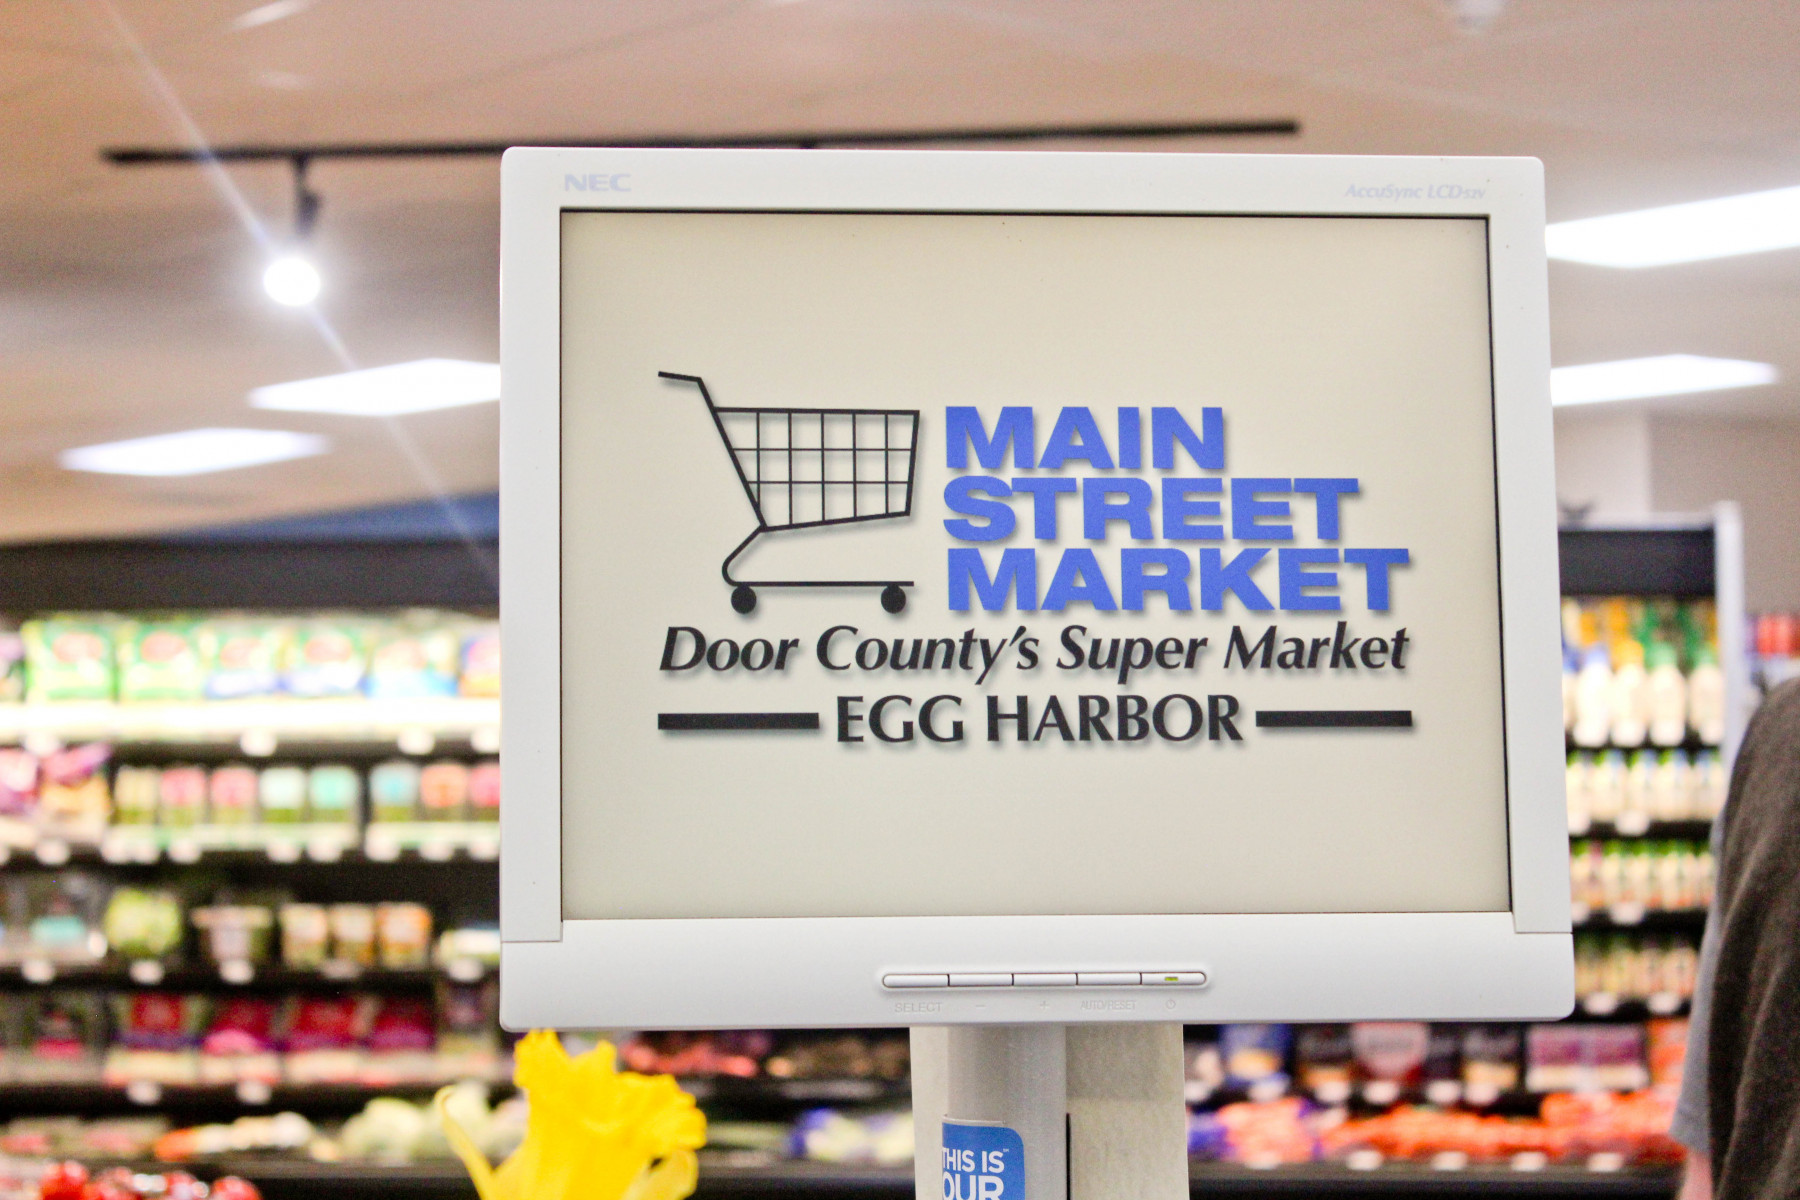 NEC
AccuSync LCD52V
MAIN
STREET
MARKET
Door County's Super Market
EGG HARBOR
SELECT - + AUTO/RESET
THIS IS
OUR